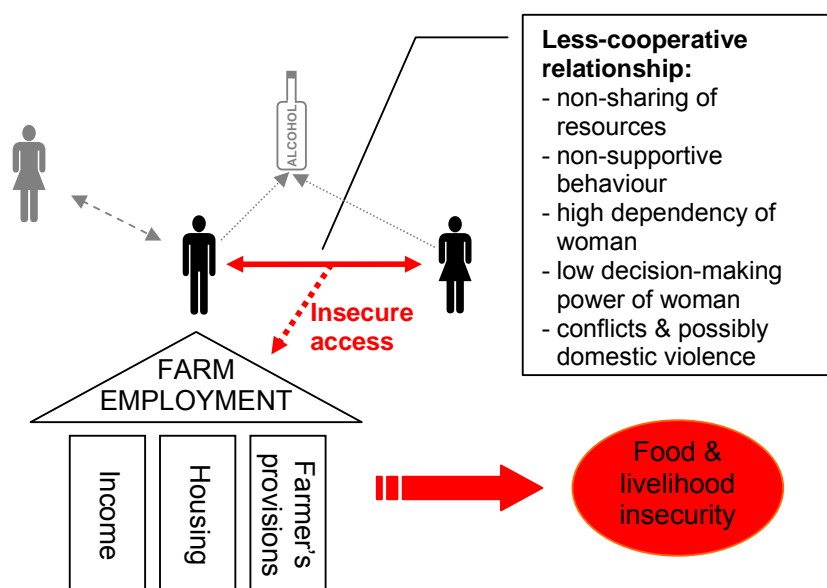 Less-cooperative
relationship:
- non-sharing of
resources
- non-supportive
behaviour
- high dependency of
woman
- low decision-making
power of woman
- conflicts & possibly
domestic violence
ALCOHOL
Insecure
access
FARM
EMPLOYMENT
Income
Housing
Farmer's
provisions
Food &
livelihood
insecurity